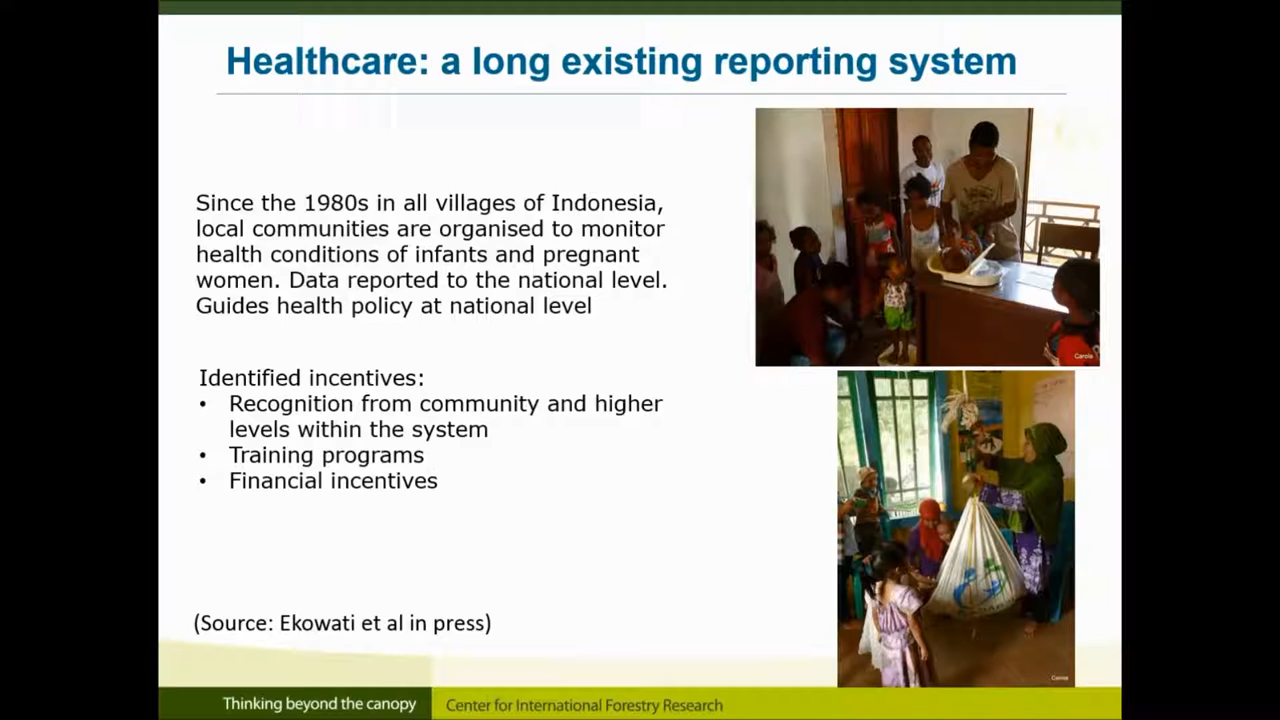 Healthcare: a long existing reporting system
Since the 1980s in all villages of Indonesia,
local communities are organised to monitor
health conditions of infants and pregnant
women. Data reported to the national level.
Guides health policy at national level
Identified incentives:
• Recognition from community and higher
levels within the system
• Training programs
• Financial incentives
(Source: Ekowati et al in press)
Carola
Carola
Thinking beyond the canopy
Center for International Forestry Research